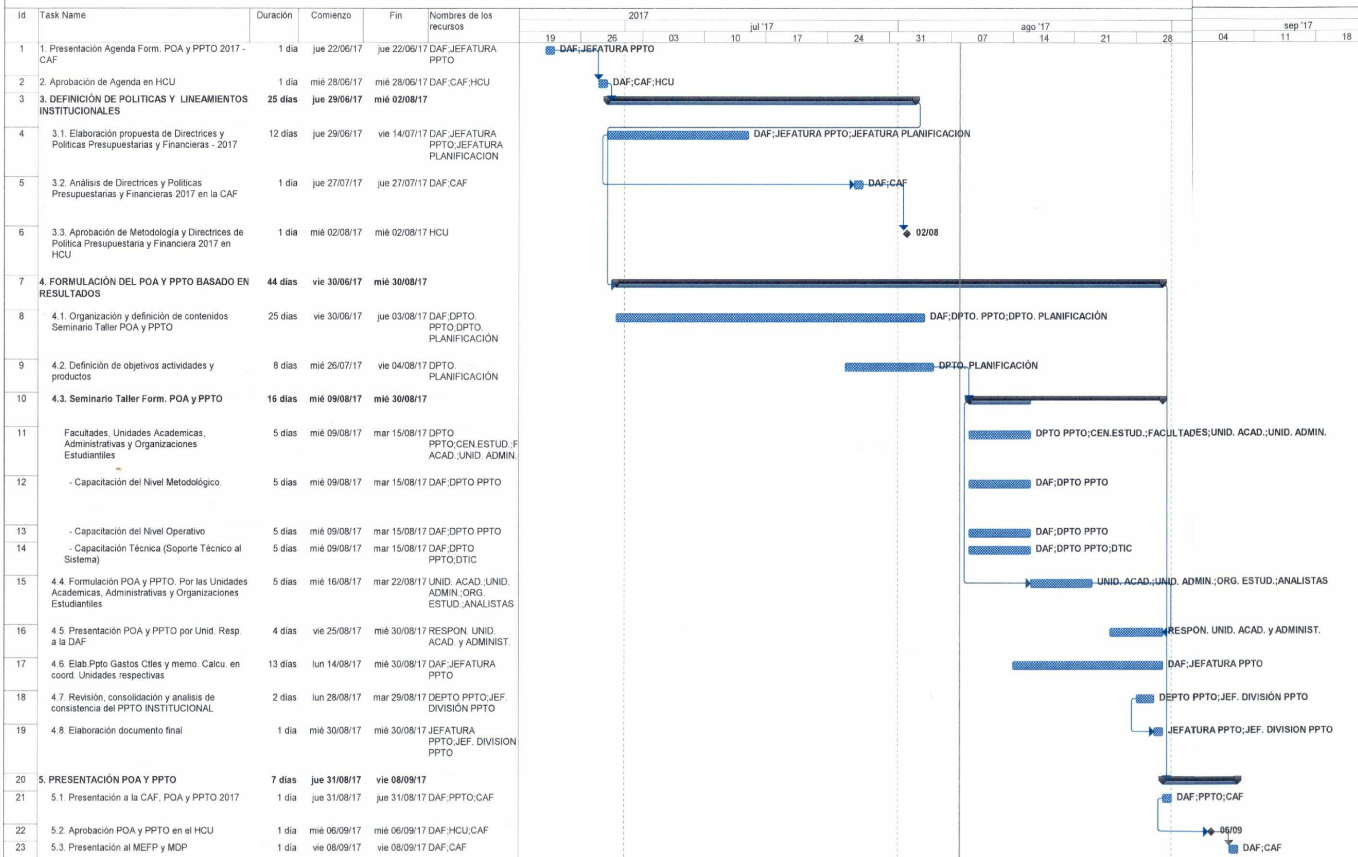 Id Task Name Duración Comienzo Fin Nombres de los
recursos
2017
jul '17 ago '17 sep '17
19 26 03 10 17 24 31 07 14 21 28 04 11 18
1 1. Presentación Agenda Form. POA y PPTO 2017 - 1 día jue 22/06/17 jue 22/06/17 DAF;JEFATURA
CAF PPTO
DAF;JEFATURA PPTO
2 2. Aprobación de Agenda en HCU 1 día mié 28/06/17 mié 28/06/17 DAF;CAF;HCU
DAF;CAF;HCU
3 3. DEFINICIÓN DE POLITICAS Y LINEAMIENTOS 25 días jue 29/06/17 mié 02/08/17
INSTITUCIONALES
4 3.1. Elaboración propuesta de Directrices y 12 días jue 29/06/17 vie 14/07/17 DAF;JEFATURA
Políticas Presupuestarias y Financieras - 2017 PPTO;JEFATURA
PLANIFICACION
DAF;JEFATURA PPTO;JEFATURA PLANIFICACION
5 3.2. Análisis de Directrices y Políticas 1 día jue 27/07/17 jue 27/07/17 DAF;CAF
Presupuestarias y Financieras 2017 en la CAF
DAF;CAF
6 3.3. Aprobación de Metodología y Directrices de 1 día mié 02/08/17 mié 02/08/17 HCU
Política Presupuestaria y Financiera 2017 en
HCU
02/08
7 4. FORMULACIÓN DEL POA Y PPTO BASADO EN 44 días vie 30/06/17 mié 30/08/17
RESULTADOS
8 4.1. Organización y definición de contenidos 25 días vie 30/06/17 jue 03/08/17 DAF;DPTO.
Seminario Taller POA y PPTO PPTO;DPTO.
PLANIFICACIÓN
DAF;DPTO. PPTO;DPTO. PLANIFICACIÓN
9 4.2. Definición de objetivos actividades y 8 días mié 26/07/17 vie 04/08/17 DPTO.
productos PLANIFICACIÓN
DPTO. PLANIFICACIÓN
10 4.3. Seminario Taller Form. POA y PPTO 16 días mié 09/08/17 mié 30/08/17
11 Facultades, Unidades Academicas, 5 días mié 09/08/17 mar 15/08/17 DPTO
Administrativas y Organizaciones PPTO;CEN.ESTUD.;F
Estudiantiles ACAD.;UNID. ADMIN.
DPTO PPTO;CEN.ESTUD.;FACULTADES;UNID. ACAD.;UNID. ADMIN.
12 - Capacitación del Nivel Metodológico. 5 días mié 09/08/17 mar 15/08/17 DAF;DPTO PPTO
DAF;DPTO PPTO
13 - Capacitación del Nivel Operativo 5 días mié 09/08/17 mar 15/08/17 DAF;DPTO PPTO
DAF;DPTO PPTO
14 - Capacitación Técnica (Soporte Técnico al 5 días mié 09/08/17 mar 15/08/17 DAF;DPTO
Sistema) PPTO;DTIC
DAF;DPTO PPTO;DTIC
15 4.4. Formulación POA y PPTO. Por las Unidades 5 días mié 16/08/17 mar 22/08/17 UNID. ACAD.;UNID.
Academicas, Administrativas y Organizaciones ADMIN.;ORG.
Estudiantiles ESTUD.;ANALISTAS
UNID. ACAD.;UNID. ADMIN.;ORG. ESTUD.;ANALISTAS
16 4.5. Presentación POA y PPTO por Unid. Resp. 4 días vie 25/08/17 mié 30/08/17 RESPON. UNID.
a la DAF ACAD. y ADMINIST.
RESPON. UNID. ACAD. y ADMINIST.
17 4.6. Elab.Ppto Gastos Ctles y memo. Calcu. en 13 días lun 14/08/17 mié 30/08/17 DAF;JEFATURA
coord. Unidades respectivas PPTO
DAF;JEFATURA PPTO
18 4.7. Revisión, consolidación y analisis de 2 días lun 28/08/17 mar 29/08/17 DEPTO PPTO;JEF.
consistencia del PPTO INSTITUCIONAL DIVISIÓN PPTO
DEPTO PPTO;JEF. DIVISIÓN PPTO
19 4.8. Elaboración documento final 1 día mié 30/08/17 mié 30/08/17 JEFATURA
PPTO;JEF. DIVISION
PPTO
JEFATURA PPTO;JEF. DIVISION PPTO
20 5. PRESENTACIÓN POA Y PPTO 7 días jue 31/08/17 vie 08/09/17
21 5.1. Presentación a la CAF, POA y PPTO 2017 1 día jue 31/08/17 jue 31/08/17 DAF;PPTO;CAF
DAF;PPTO;CAF
22 5.2. Aprobación POA y PPTO en el HCU 1 día mié 06/09/17 mié 06/09/17 DAF;HCU;CAF
06/09
23 5.3. Presentación al MEFP y MDP 1 día vie 08/09/17 vie 08/09/17 DAF;CAF
DAF;CAF